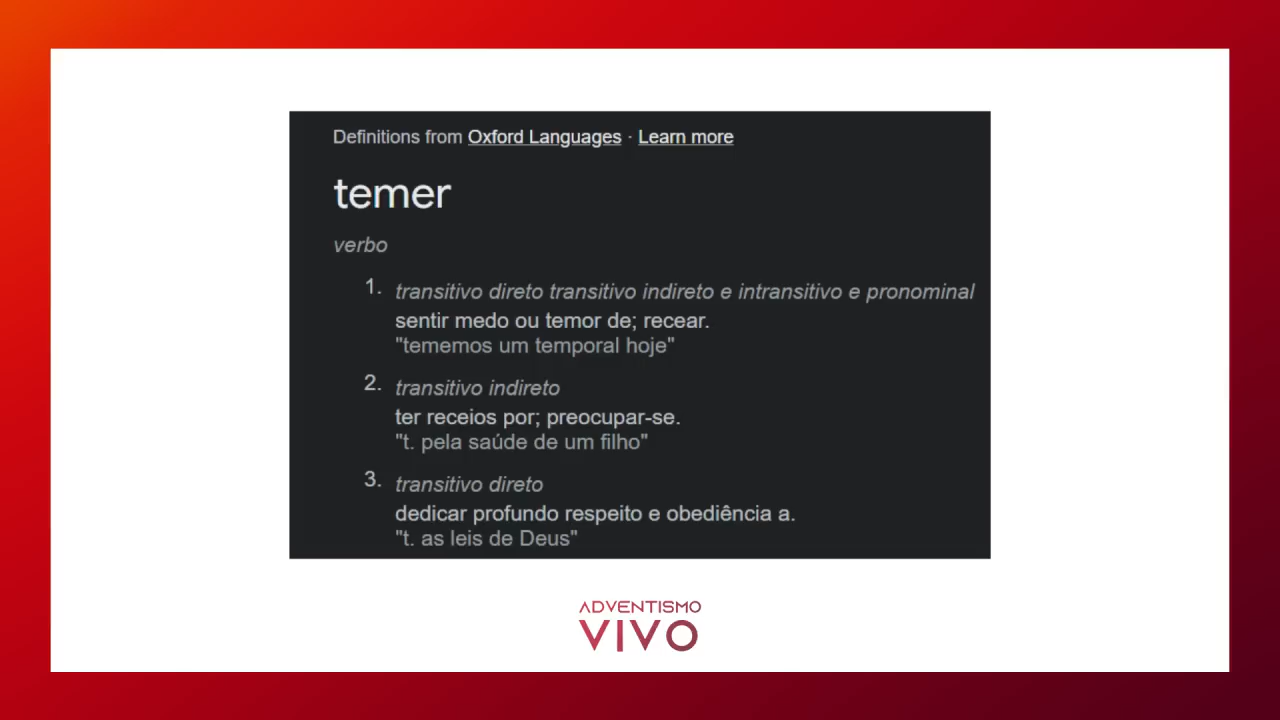 Definitions from Oxford Languages · Learn more
temer
verbo
1. transitivo direto transitivo indireto e intransitivo e pronominal
sentir medo ou temor de; recear.
"tememos um temporal hoje"
2. transitivo indireto
ter receios por; preocupar-se.
"t. pela saúde de um filho"
3. transitivo direto
dedicar profundo respeito e obediência a.
"t. as leis de Deus"
ADVENTISMO
VIVO